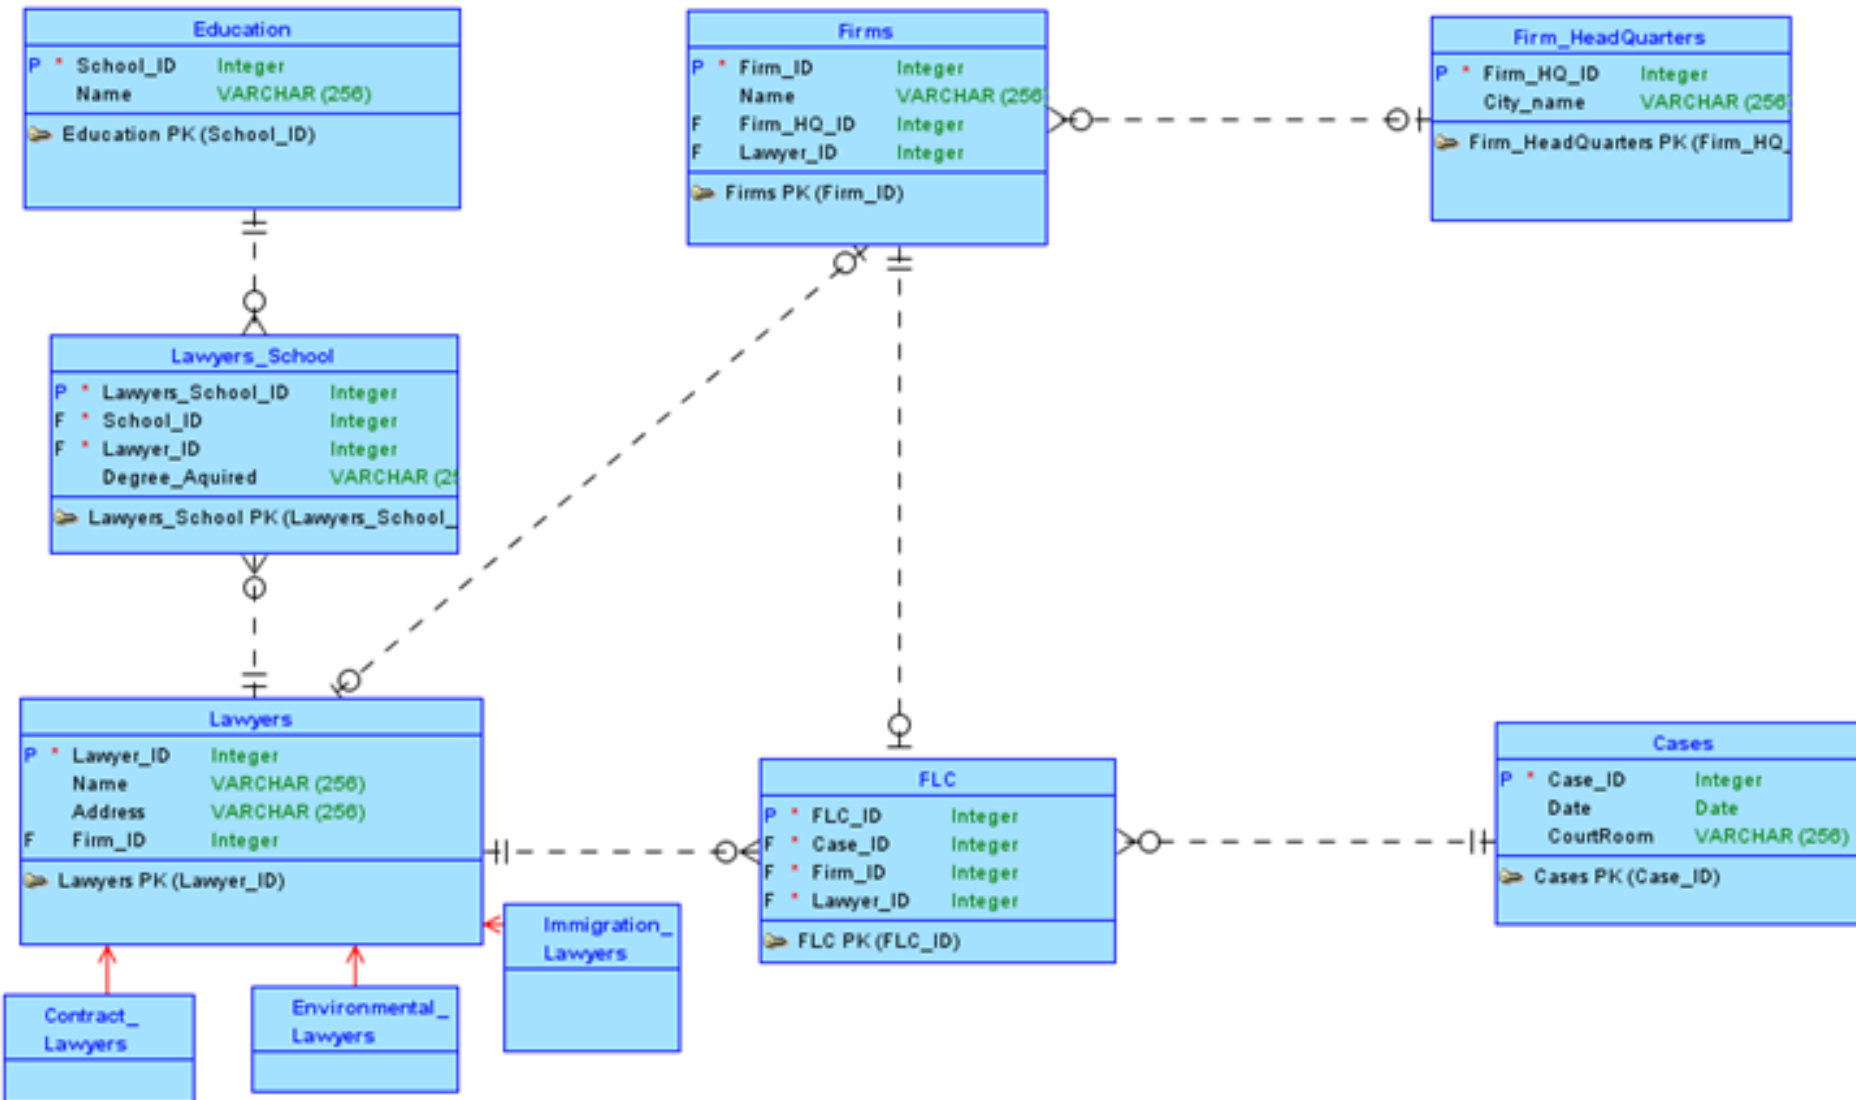 Education
P * School_ID Integer
Name VARCHAR (256)
Education PK (School_ID)
Firms
P * Firm_ID Integer
Name VARCHAR (256
F Firm_HQ_ID Integer
F Lawyer_ID Integer
Firms PK (Firm_ID)
Firm_HeadQuarters
P * Firm_HQ_ID Integer
City_name VARCHAR (256
Firm_HeadQuarters PK (Firm_HQ_
Lawyers_School
P * Lawyers_School_ID Integer
F * School_ID Integer
F * Lawyer_ID Integer
Degree_Aquired VARCHAR (25
Lawyers_School PK (Lawyers_School_
Lawyers
P * Lawyer_ID Integer
Name VARCHAR (256)
Address VARCHAR (256)
F Firm_ID Integer
Lawyers PK (Lawyer_ID)
FLC
P * FLC_ID Integer
F * Case_ID Integer
F * Firm_ID Integer
F * Lawyer_ID Integer
FLC PK (FLC_ID)
Cases
P * Case_ID Integer
Date Date
CourtRoom VARCHAR (256)
Cases PK (Case_ID)
Immigration_
Lawyers
Contract_
Lawyers
Environmental_
Lawyers